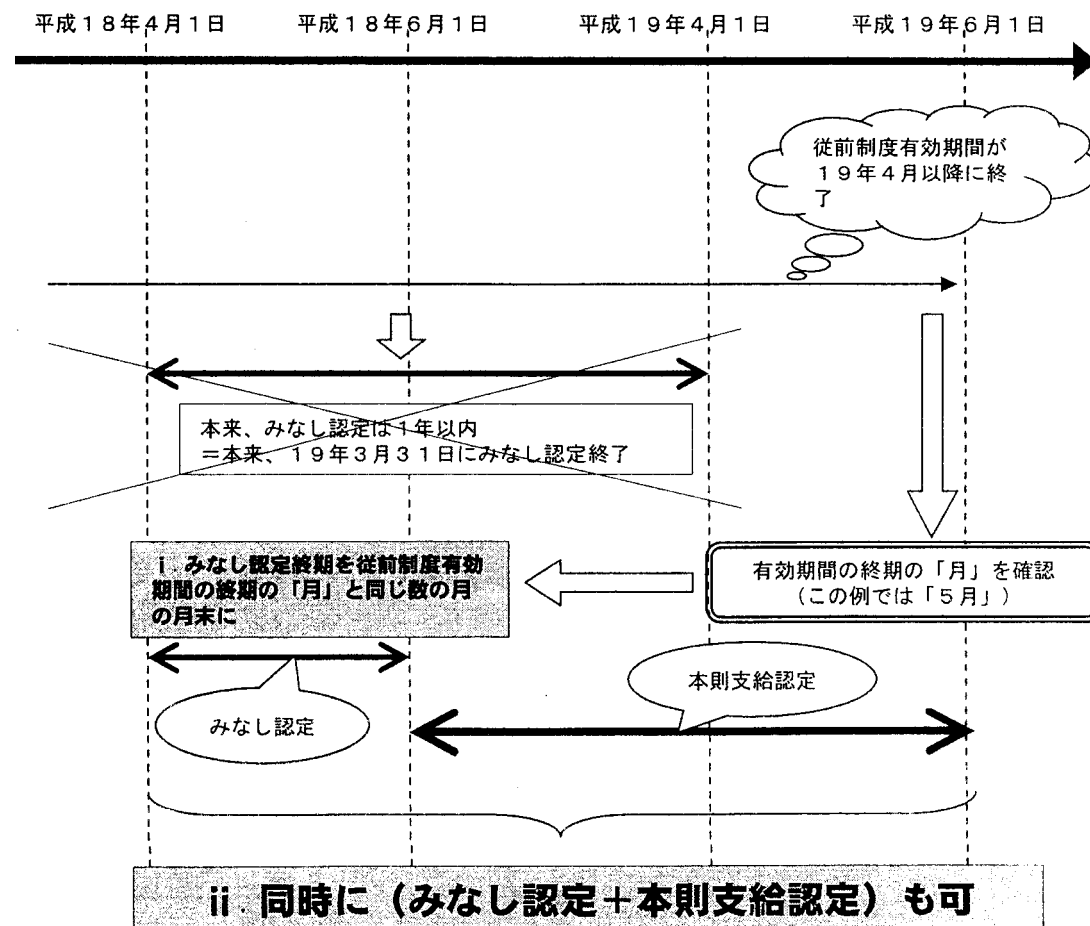 平成18年4月1日 平成18年6月1日 平成19年4月1日 平成19年6月1日
従前制度有効期間が
19年4月以降に終
了
本来、みなし認定は1年以内
=本来、19年3月31日にみなし認定終了
ⅰ.みなし認定終期を従前制度有効
期間の終期の「月」と同じ数の月
の月末に
有効期間の終期の「月」を確認
(この例では「5月」)
みなし認定
本則支給認定
ⅱ.同時に(みなし認定+本則支給認定)も可